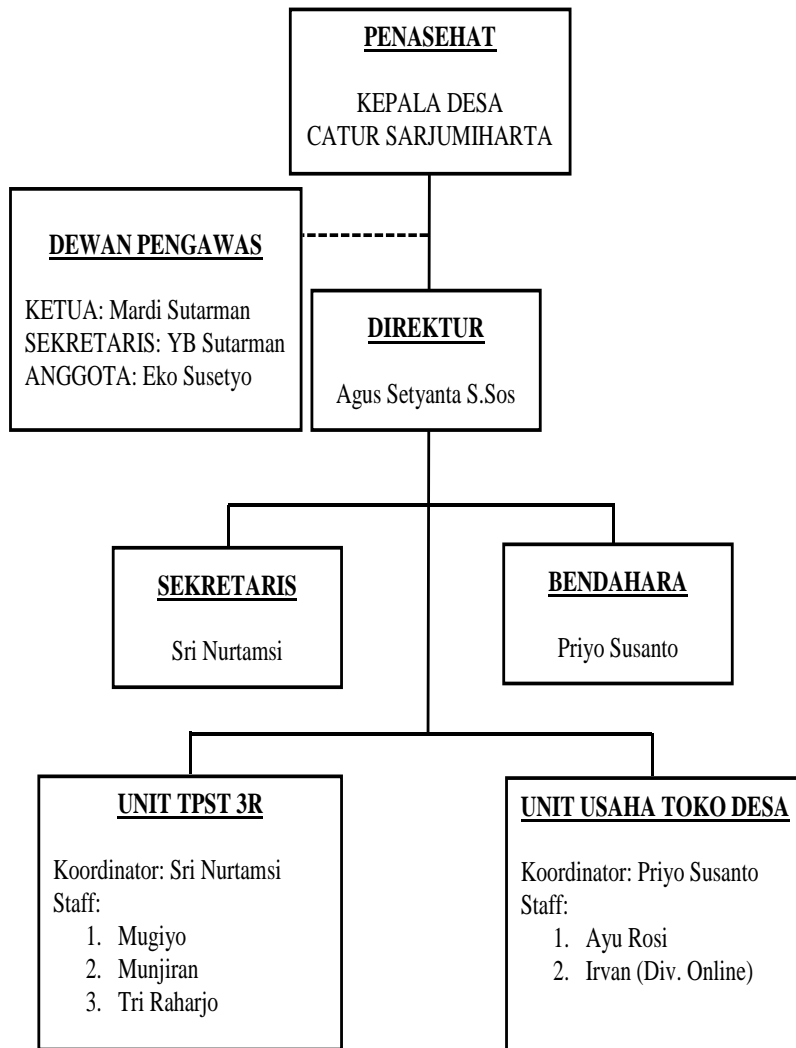 PENASEHAT
KEPALA DESA
CATUR SARJUMIHARTA
DEWAN PENGAWAS
KETUA: Mardi Sutarman
SEKRETARIS: YB Sutarman
ANGGOTA: Eko Susetyo
DIREKTUR
Agus Setyanta S.Sos
SEKRETARIS
Sri Nurtamsi
BENDAHARA
Priyo Susanto
UNIT TPST 3R
Koordinator: Sri Nurtamsi
Staff:
1. Mugiyo
2. Munjiran
3. Tri Raharjo
UNIT USAHA TOKO DESA
Koordinator: Priyo Susanto
Staff:
1. Ayu Rosi
2. Irvan (Div. Online)